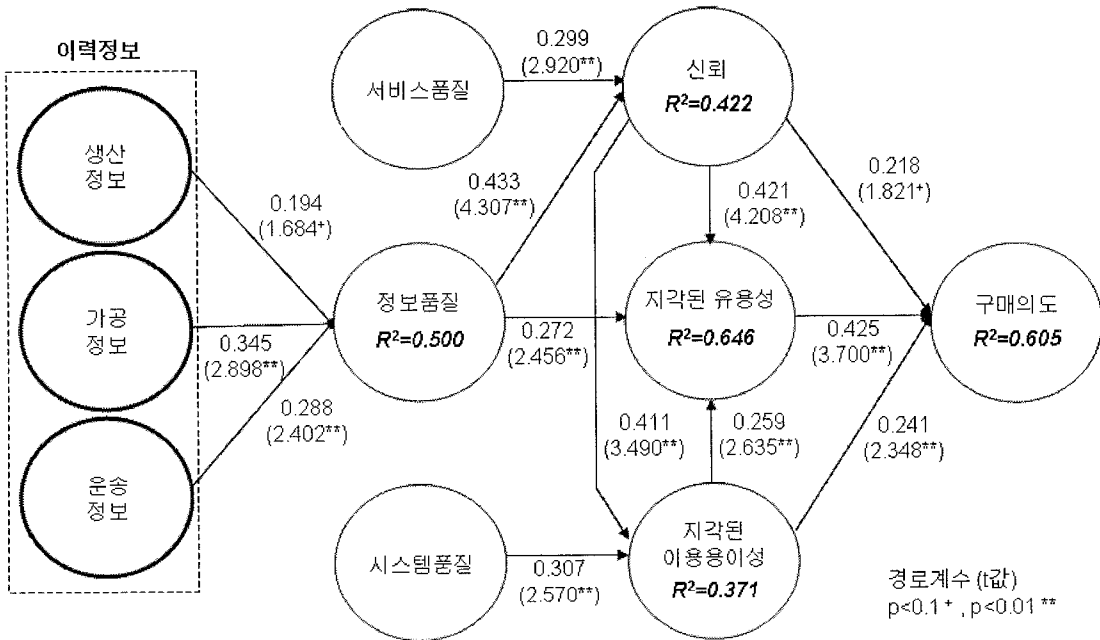 이력정보
생산
정보
가공
정보
운송
정보
서비스품질
정보품질
R²=0.500
시스템품질
신뢰
R²=0.422
지각된 유용성
R²=0.646
지각된
이용용이성
R²=0.371
구매의도
R²=0.605
0.299
(2.920**)
0.433
(4.307**)
0.194
(1.684+)
0.345
(2.898**)
0.288
(2.402**)
0.272
(2.456**)
0.421
(4.208**)
0.218
(1.821+)
0.425
(3.700**)
0.411
(3.490**)
0.259
(2.635**)
0.241
(2.348**)
0.307
(2.570**)
경로계수 (t값)
p<0.1 + , p<0.01 **